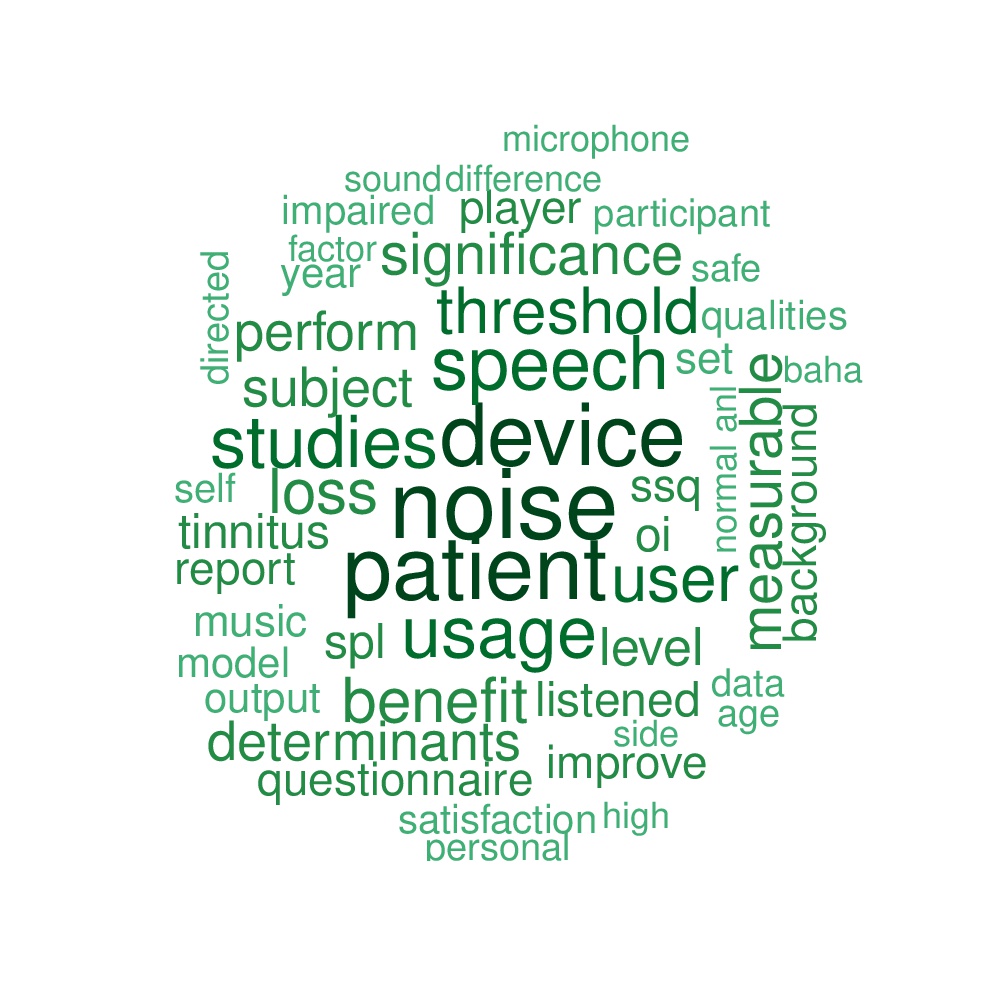 microphone
sound difference
impaired player participant
factor significance safe
year
directed
threshold qualities
perform
speech set baha
subject
measurable
normal anl
background
studies device
self loss noise ssq
tinnitus oi
report patient user
music spl usage level
model
output benefit listened data
age
determinants side
questionnaire improve
satisfaction high
personal